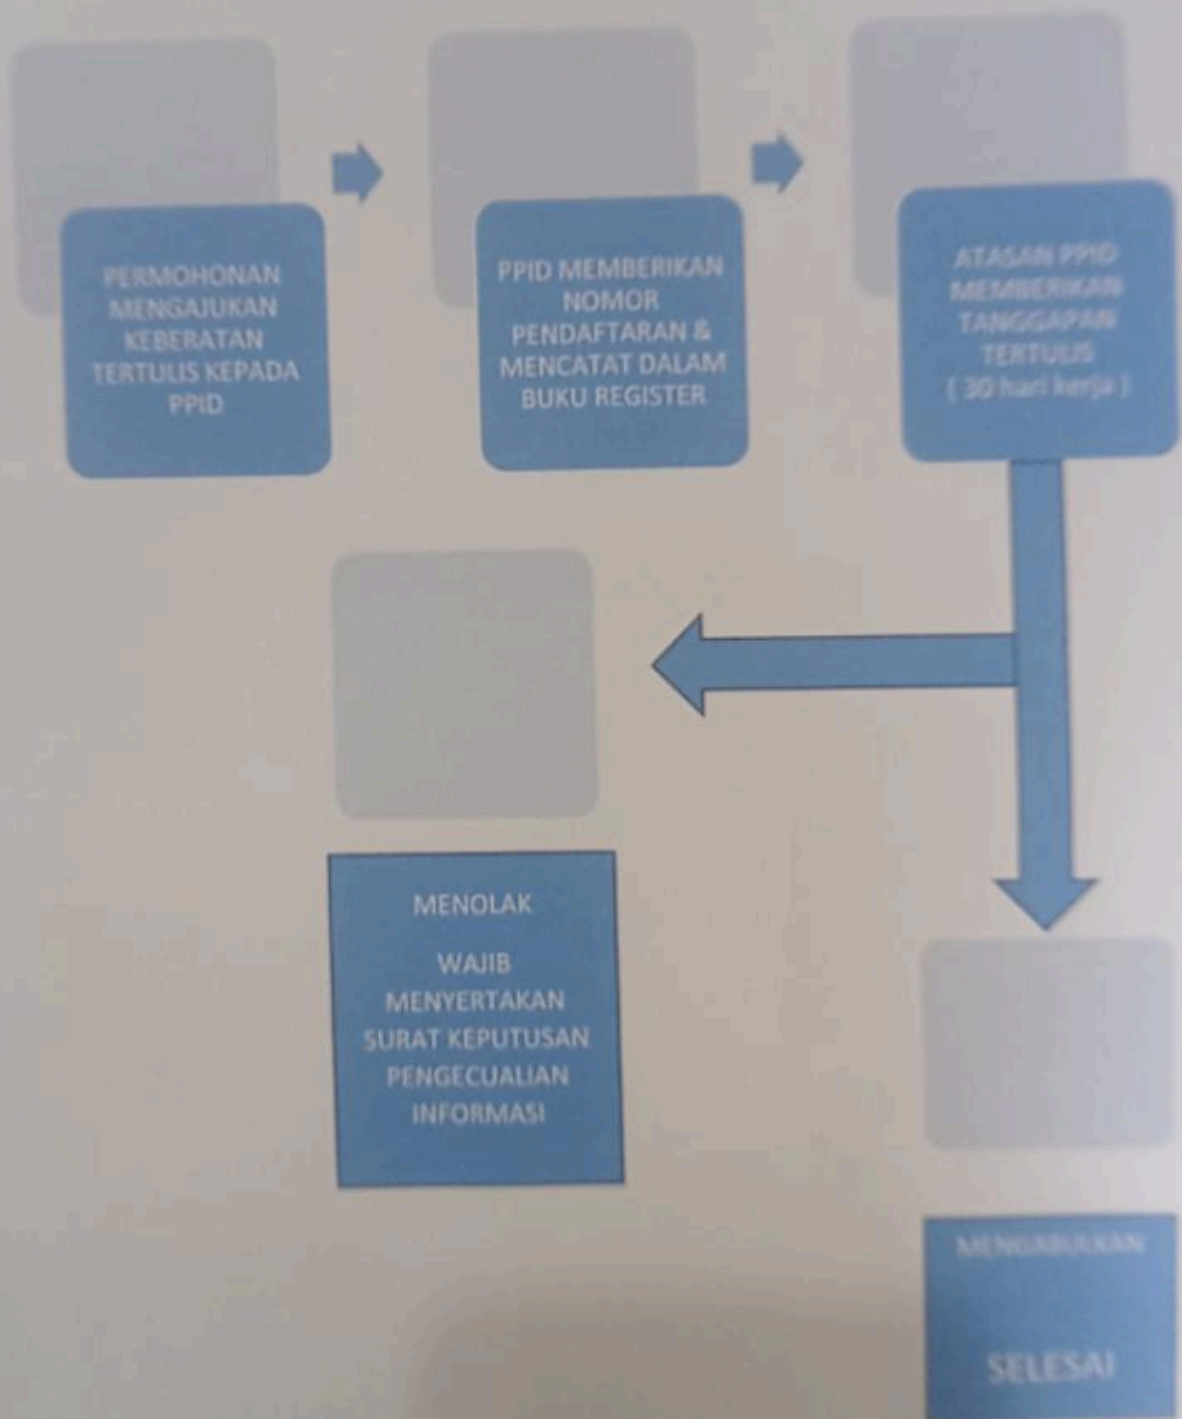 PERMOHONAN
MENGAJUKAN
KEBERATAN
TERTULIS KEPADA
PPID
PPID MEMBERIKAN
NOMOR
PENDAFTARAN &
MENCATAT DALAM
BUKU REGISTER
ATASAN PPID
MEMBERIKAN
TANGGAPAN
TERTULIS
( 30 hari kerja )
MENOLAK
WAJIB
MENYERTAKAN
SURAT KEPUTUSAN
PENGECUALIAN
INFORMASI
MENGABULKAN
SELESAI